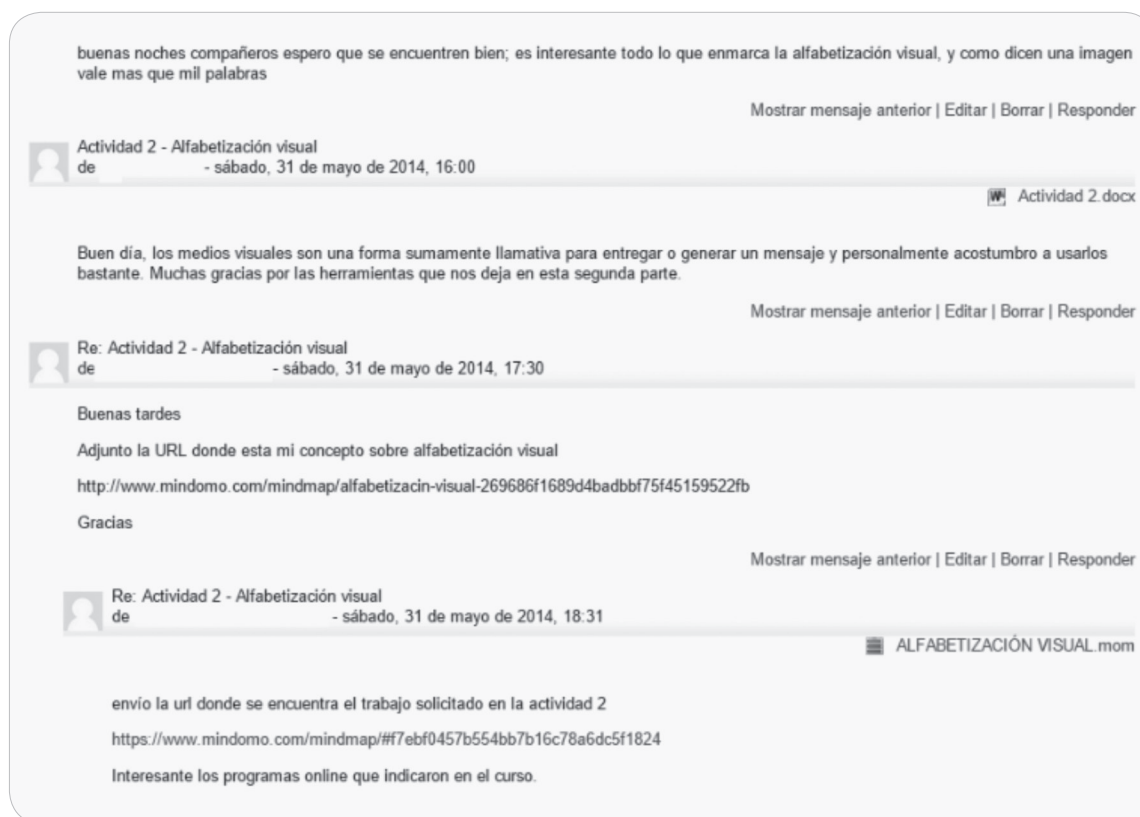 buenas noches compañeros espero que se encuentren bien; es interesante todo lo que enmarca la alfabetización visual, y como dicen una imagen
vale mas que mil palabras
Mostrar mensaje anterior | Editar | Borrar | Responder
Actividad 2 - Alfabetización visual
de - sábado, 31 de mayo de 2014, 16:00
Actividad 2.docx
Buen día, los medios visuales son una forma sumamente llamativa para entregar o generar un mensaje y personalmente acostumbro a usarlos
bastante. Muchas gracias por las herramientas que nos deja en esta segunda parte.
Mostrar mensaje anterior | Editar | Borrar | Responder
Re: Actividad 2 - Alfabetización visual
de - sábado, 31 de mayo de 2014, 17:30
Buenas tardes
Adjunto la URL donde esta mi concepto sobre alfabetización visual
http://www.mindomo.com/mindmap/alfabetizacin-visual-269686f1689d4badbbf75f45159522fb
Gracias
Mostrar mensaje anterior | Editar | Borrar | Responder
Re: Actividad 2 - Alfabetización visual
de - sábado, 31 de mayo de 2014, 18:31
ALFABETIZACIÓN VISUAL.mom
envío la url donde se encuentra el trabajo solicitado en la actividad 2
https://www.mindomo.com/mindmap/#f7ebf0457b554bb7b16c78a6dc5f1824
Interesante los programas online que indicaron en el curso.